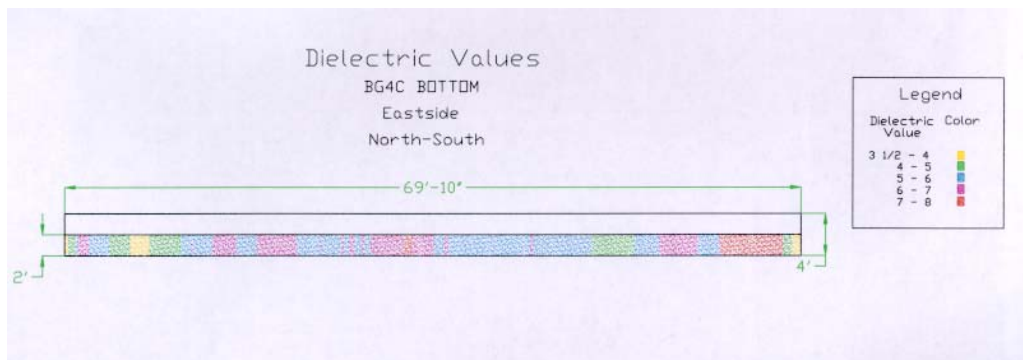 Dielectric Values
BG4C BOTTOM
Eastside
North-South
Legend
Dielectric Color
Value
3 1/2 - 4
4 - 5
5 - 6
6 - 7
7 - 8
69'-10"
2'
4'